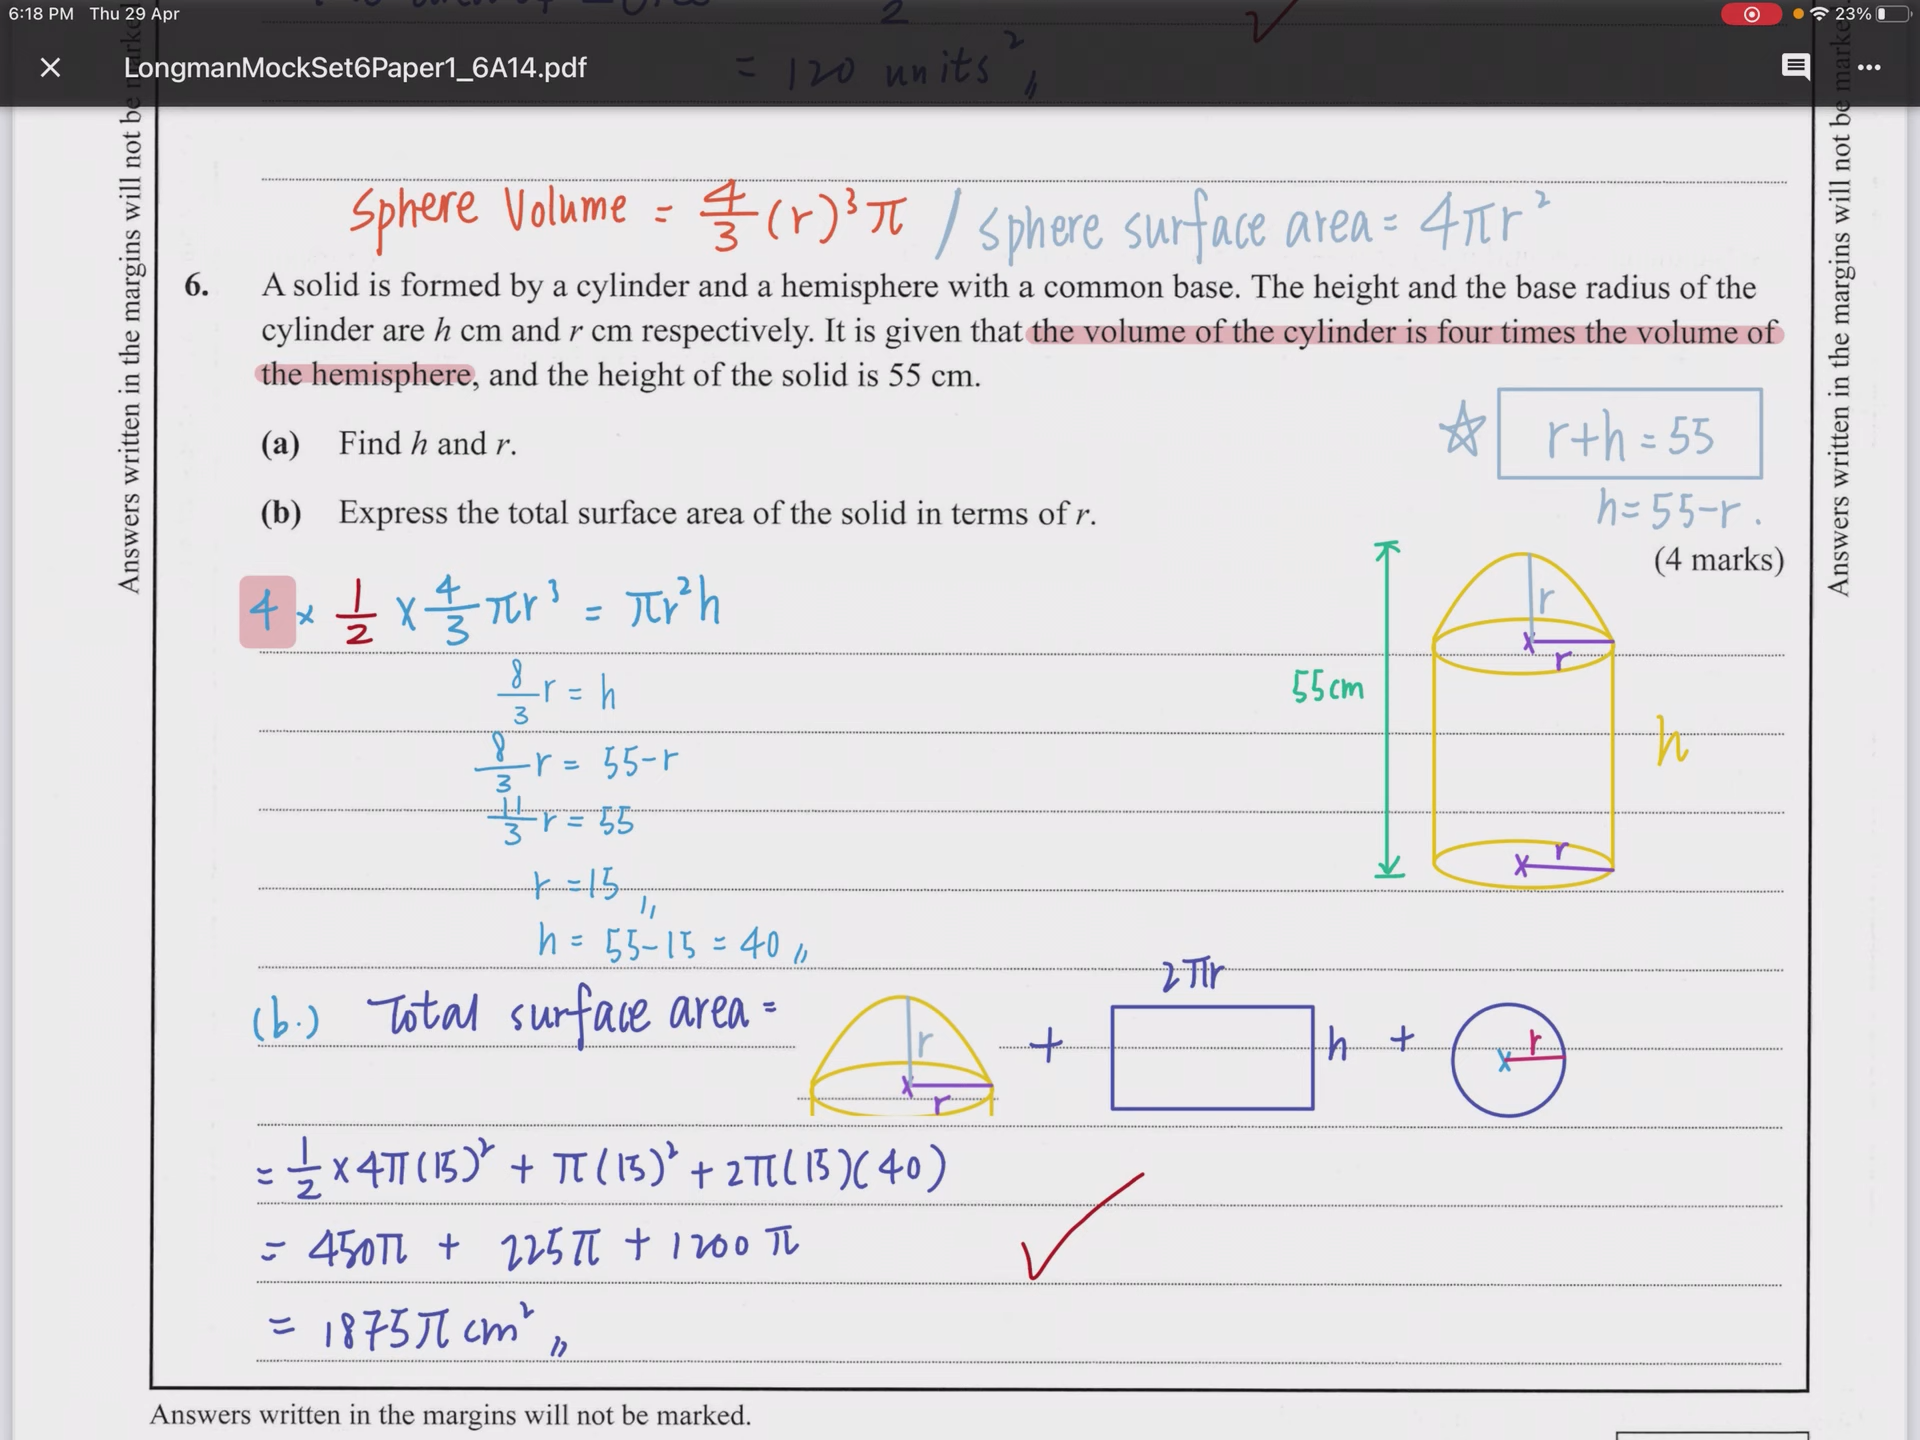 6:18 PM Thu 29 Apr
23%
LongmanMockSet6Paper1_6A14.pdf
2
= 120 units²
Answers written in the margins will not be marked.
Answers written in the margins will not be marked.
Sphere Volume = 4/3 (r)³π / sphere surface area = 4πr²
6. A solid is formed by a cylinder and a hemisphere with a common base. The height and the base radius of the
cylinder are h cm and r cm respectively. It is given that the volume of the cylinder is four times the volume of
the hemisphere, and the height of the solid is 55 cm.
(a) Find h and r.
☆ r+h = 55
(b) Express the total surface area of the solid in terms of r.
h = 55-r.
(4 marks)
4 × 1/2 × 4/3 πr³ = πr²h
8/3 r = h
8/3 r = 55-r
11/3 r = 55
r = 15
h = 55-15 = 40
55cm
r
r
h
r
(b.) Total surface area =
r
r
+
2πr
h
+
r
= 1/2 × 4π(15)² + π(15)² + 2π(15)(40)
= 450π + 225π + 1200π
= 1875π cm²
Answers written in the margins will not be marked.